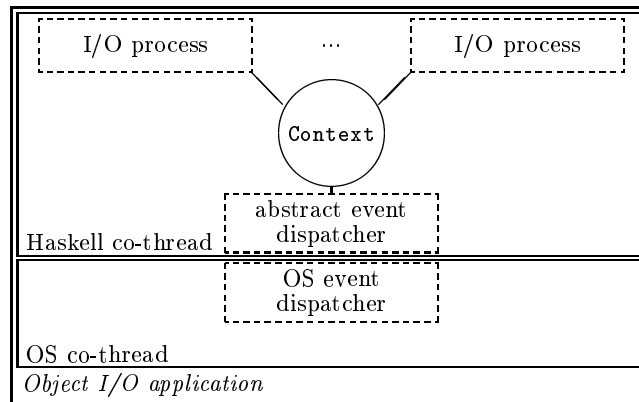 I/O process
...
I/O process
Context
abstract event
dispatcher
Haskell co-thread
OS event
dispatcher
OS co-thread
Object I/O application